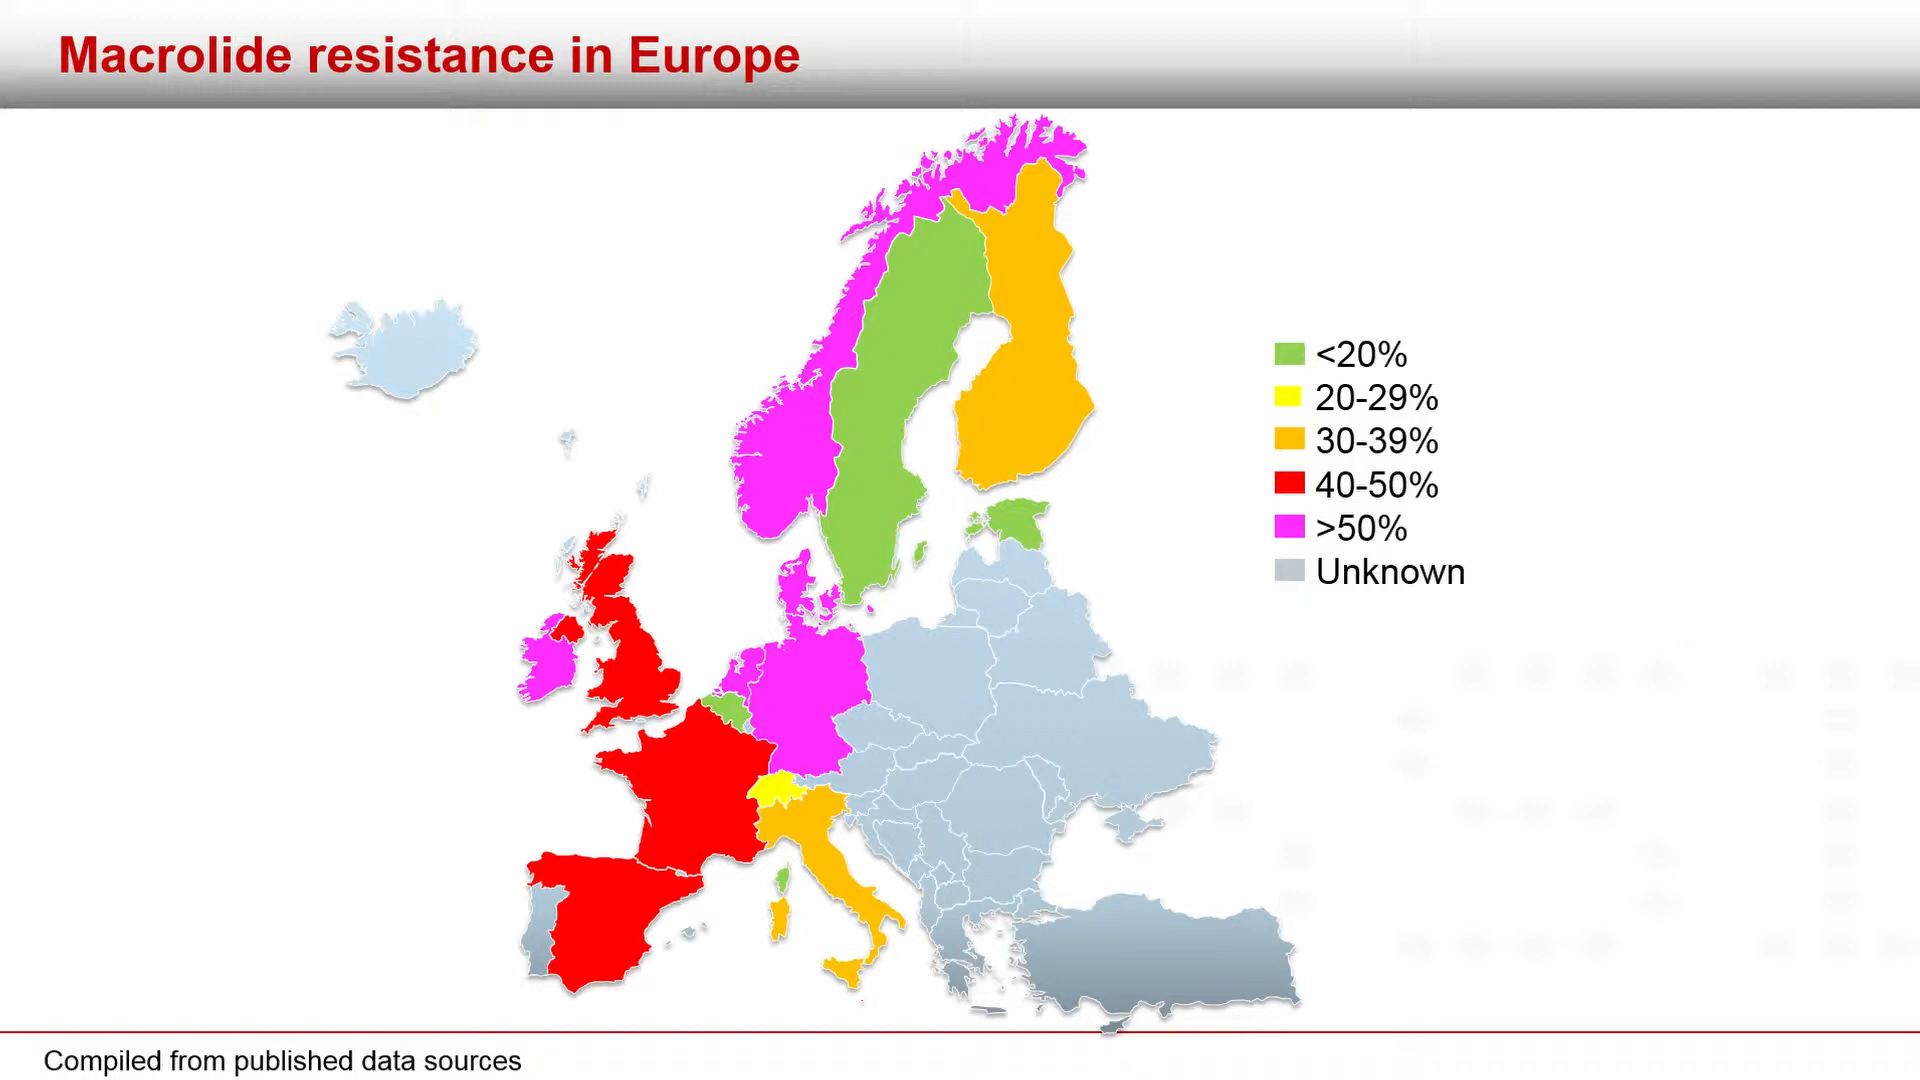 Macrolide resistance in Europe
<20%
20-29%
30-39%
40-50%
>50%
Unknown
Compiled from published data sources